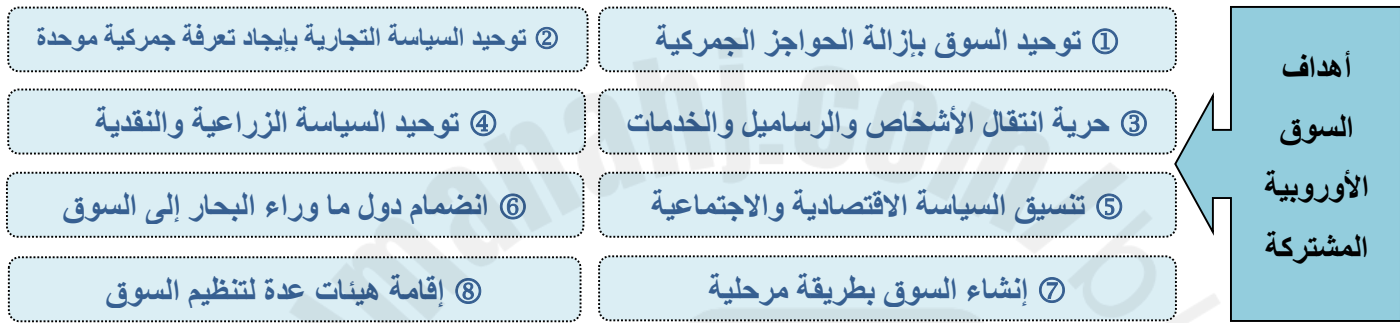 أهداف
السوق
الأوروبية
المشتركة
① توحيد السوق بإزالة الحواجز الجمركية
② توحيد السياسة التجارية بإيجاد تعرفة جمركية موحدة
③ حرية انتقال الأشخاص والرساميل والخدمات
④ توحيد السياسة الزراعية والنقدية
⑤ تنسيق السياسة الاقتصادية والاجتماعية
⑥ انضمام دول ما وراء البحار إلى السوق
⑦ إنشاء السوق بطريقة مرحلية
⑧ إقامة هيئات عدة لتنظيم السوق